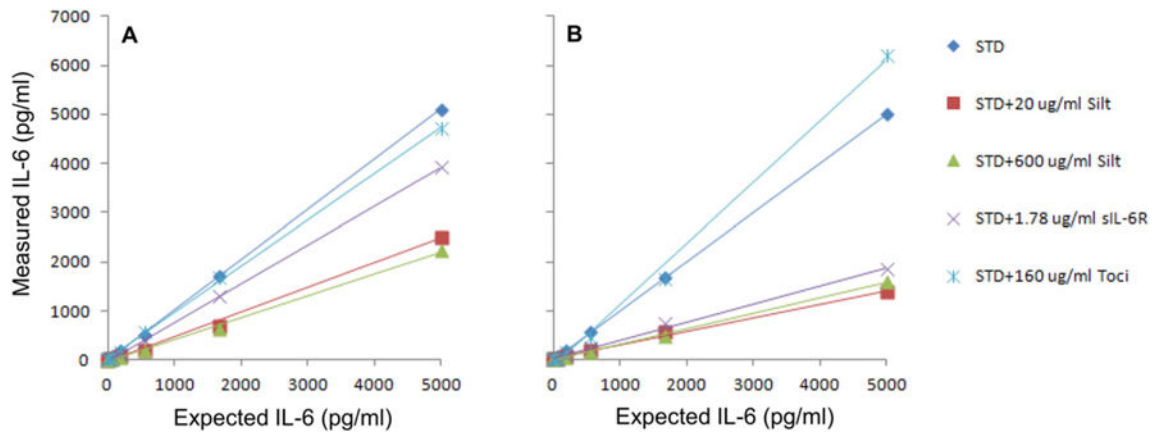 A
B
Measured IL-6 (pg/ml)
7000
6000
5000
4000
3000
2000
1000
0
0 1000 2000 3000 4000 5000
Expected IL-6 (pg/ml)
0 1000 2000 3000 4000 5000
Expected IL-6 (pg/ml)
STD
STD+20 ug/ml Silt
STD+600 ug/ml Silt
STD+1.78 ug/ml sIL-6R
STD+160 ug/ml Toci